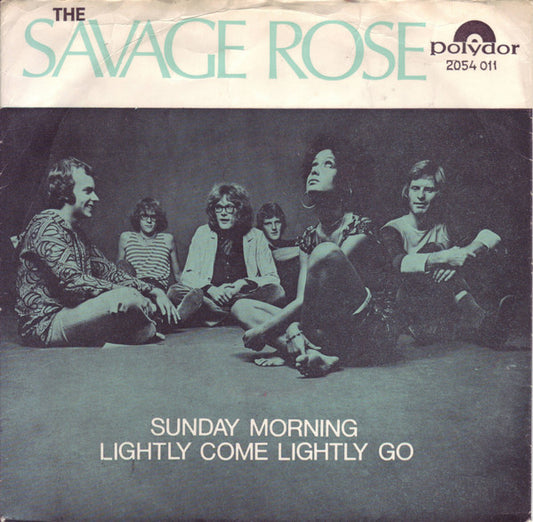 THE
SAVAGE ROSE
polydor
2054 011
SUNDAY MORNING
LIGHTLY COME LIGHTLY GO